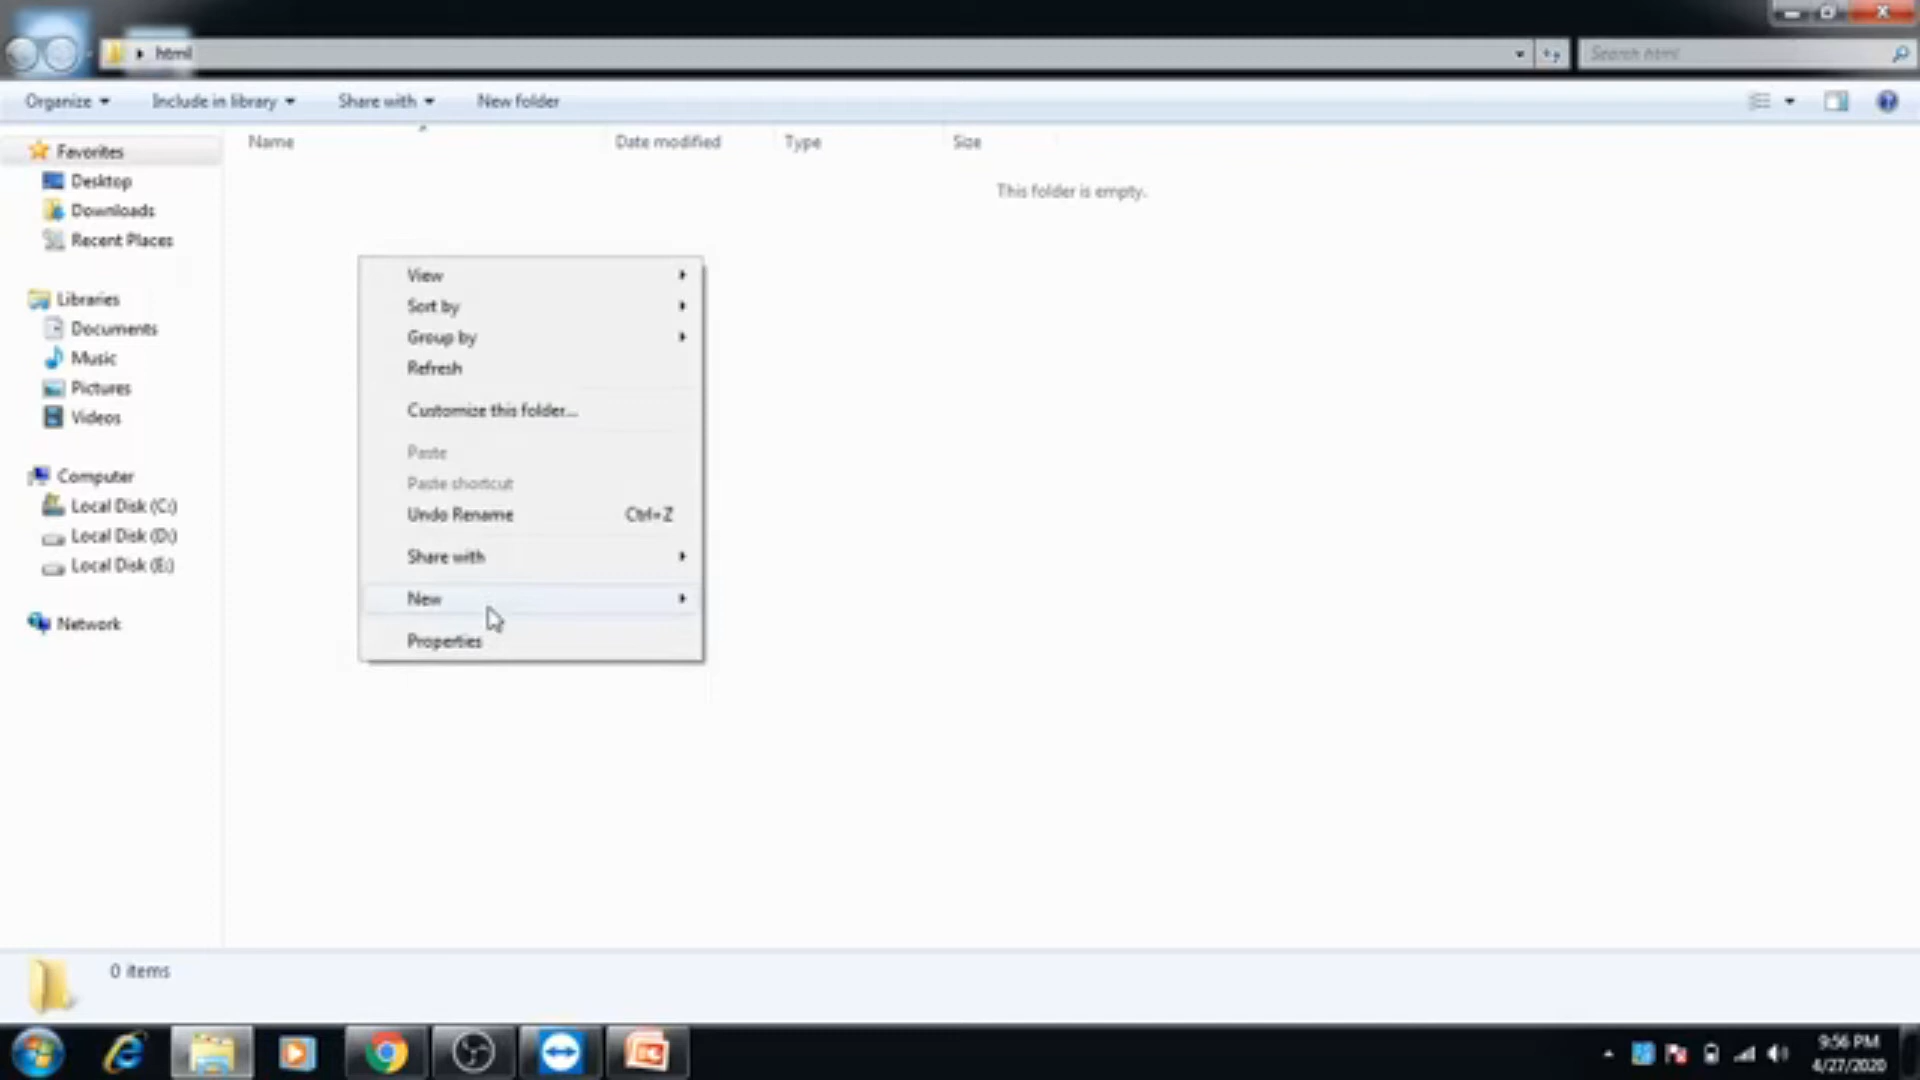 html
Search html
Organize
Include in library
Share with
New folder
Name
Date modified
Type
Size
This folder is empty.
Favorites
Desktop
Downloads
Recent Places
Libraries
Documents
Music
Pictures
Videos
Computer
Local Disk (C:)
Local Disk (D:)
Local Disk (E:)
Network
View
Sort by
Group by
Refresh
Customize this folder...
Paste
Paste shortcut
Undo Rename Ctrl+Z
Share with
New
Properties
0 items
9:56 PM
4/27/2020